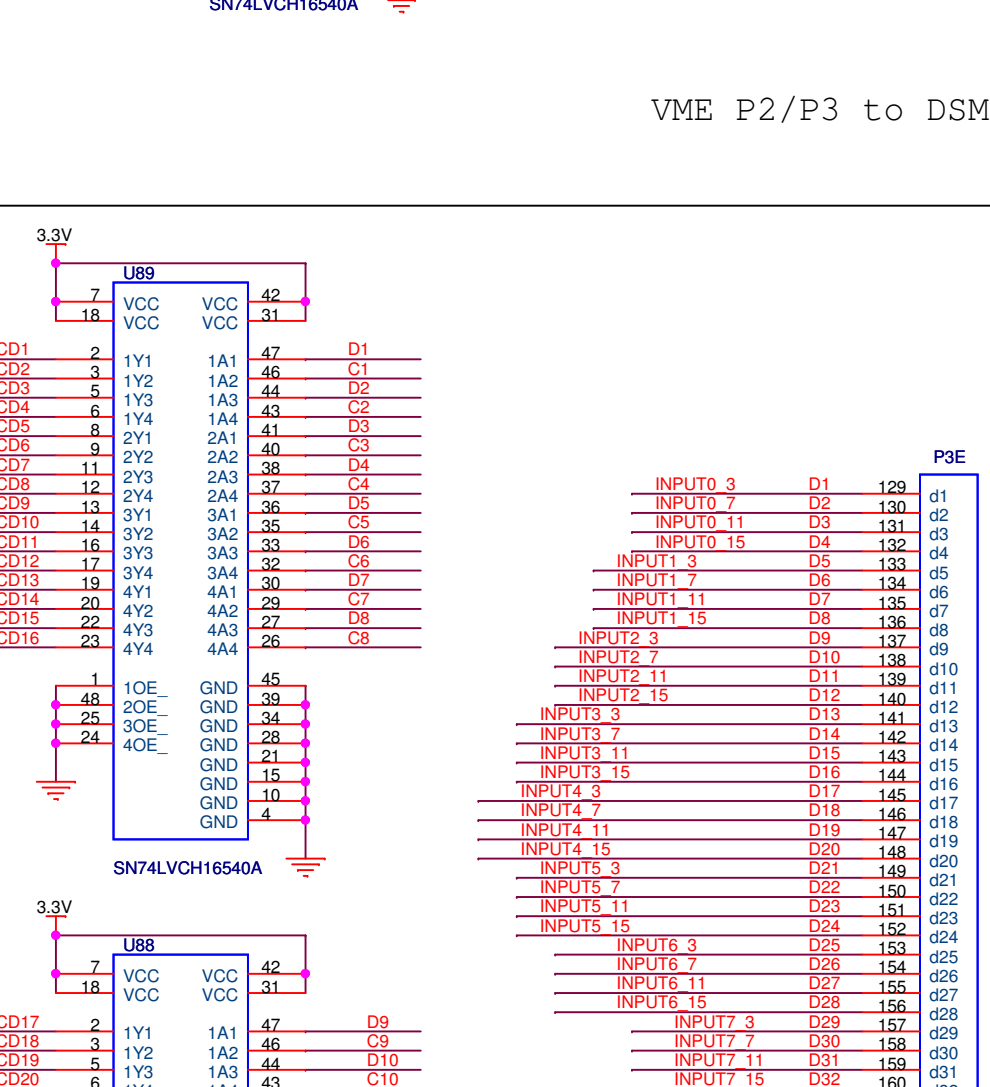 SN74LVCH16540A
VME P2/P3 to DSM
3.3V
U89
7 VCC VCC 42
18 VCC VCC 31
CD1 2 1Y1 1A1 47 D1
CD2 3 1Y2 1A2 46 C1
CD3 5 1Y3 1A3 44 D2
CD4 6 1Y4 1A4 43 C2
CD5 8 2Y1 2A1 41 D3
CD6 9 2Y2 2A2 40 C3
CD7 11 2Y3 2A3 38 D4
CD8 12 2Y4 2A4 37 C4
CD9 13 3Y1 3A1 36 D5
CD10 14 3Y2 3A2 35 C5
CD11 16 3Y3 3A3 33 D6
CD12 17 3Y4 3A4 32 C6
CD13 19 4Y1 4A1 30 D7
CD14 20 4Y2 4A2 29 C7
CD15 22 4Y3 4A3 27 D8
CD16 23 4Y4 4A4 26 C8
1 1OE_ GND 45
48 2OE_ GND 39
25 3OE_ GND 34
24 4OE_ GND 28
GND 21
GND 15
GND 10
GND 4
SN74LVCH16540A
3.3V
U88
7 VCC VCC 42
18 VCC VCC 31
CD17 2 1Y1 1A1 47 D9
CD18 3 1Y2 1A2 46 C9
CD19 5 1Y3 1A3 44 D10
CD20 6 1Y4 1A4 43 C10
P3E
INPUT0_3 D1 129 d1
INPUT0_7 D2 130 d2
INPUT0_11 D3 131 d3
INPUT0_15 D4 132 d4
INPUT1_3 D5 133 d5
INPUT1_7 D6 134 d6
INPUT1_11 D7 135 d7
INPUT1_15 D8 136 d8
INPUT2_3 D9 137 d9
INPUT2_7 D10 138 d10
INPUT2_11 D11 139 d11
INPUT2_15 D12 140 d12
INPUT3_3 D13 141 d13
INPUT3_7 D14 142 d14
INPUT3_11 D15 143 d15
INPUT3_15 D16 144 d16
INPUT4_3 D17 145 d17
INPUT4_7 D18 146 d18
INPUT4_11 D19 147 d19
INPUT4_15 D20 148 d20
INPUT5_3 D21 149 d21
INPUT5_7 D22 150 d22
INPUT5_11 D23 151 d23
INPUT5_15 D24 152 d24
INPUT6_3 D25 153 d25
INPUT6_7 D26 154 d26
INPUT6_11 D27 155 d27
INPUT6_15 D28 156 d28
INPUT7_3 D29 157 d29
INPUT7_7 D30 158 d30
INPUT7_11 D31 159 d31
INPUT7_15 D32 160